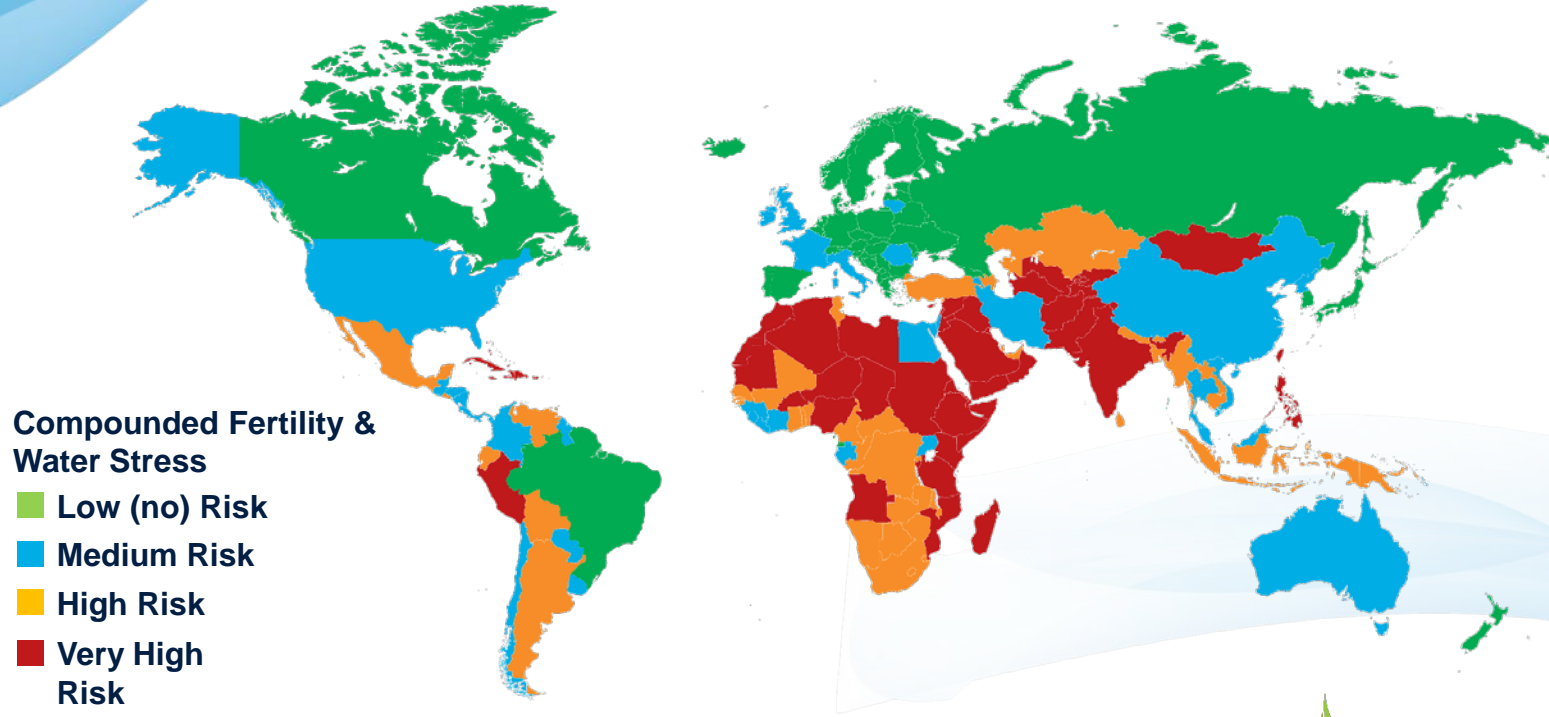 Compounded Fertility &
Water Stress
Low (no) Risk
Medium Risk
High Risk
Very High
Risk